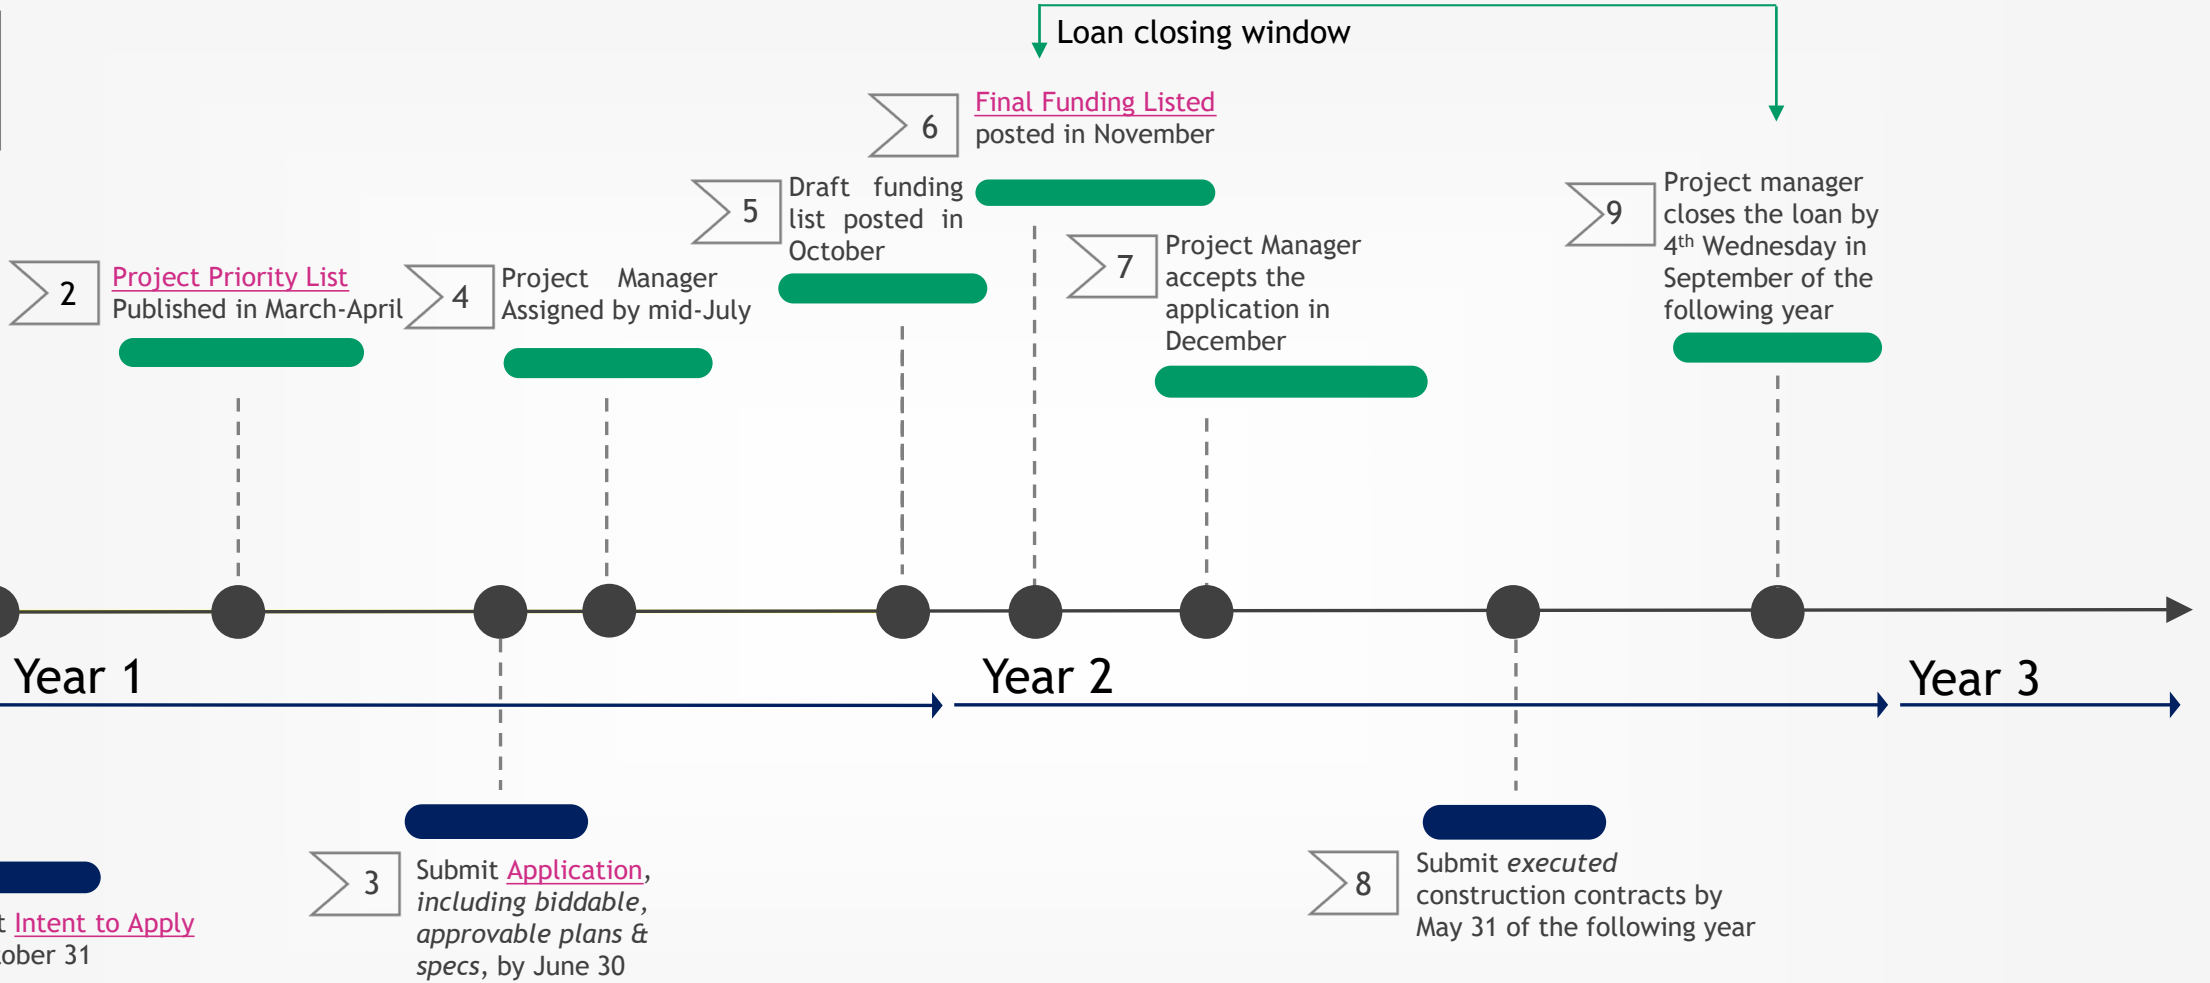 Loan closing window
6
Final Funding Listed
posted in November
5
Draft funding
list posted in
October
7
Project Manager
accepts the
application in
December
9
Project manager
closes the loan by
4th Wednesday in
September of the
following year
2
Project Priority List
Published in March-April
4
Project Manager
Assigned by mid-July
Year 1
Year 2
Year 3
t Intent to Apply
ober 31
3
Submit Application,
including biddable,
approvable plans &
specs, by June 30
8
Submit executed
construction contracts by
May 31 of the following year